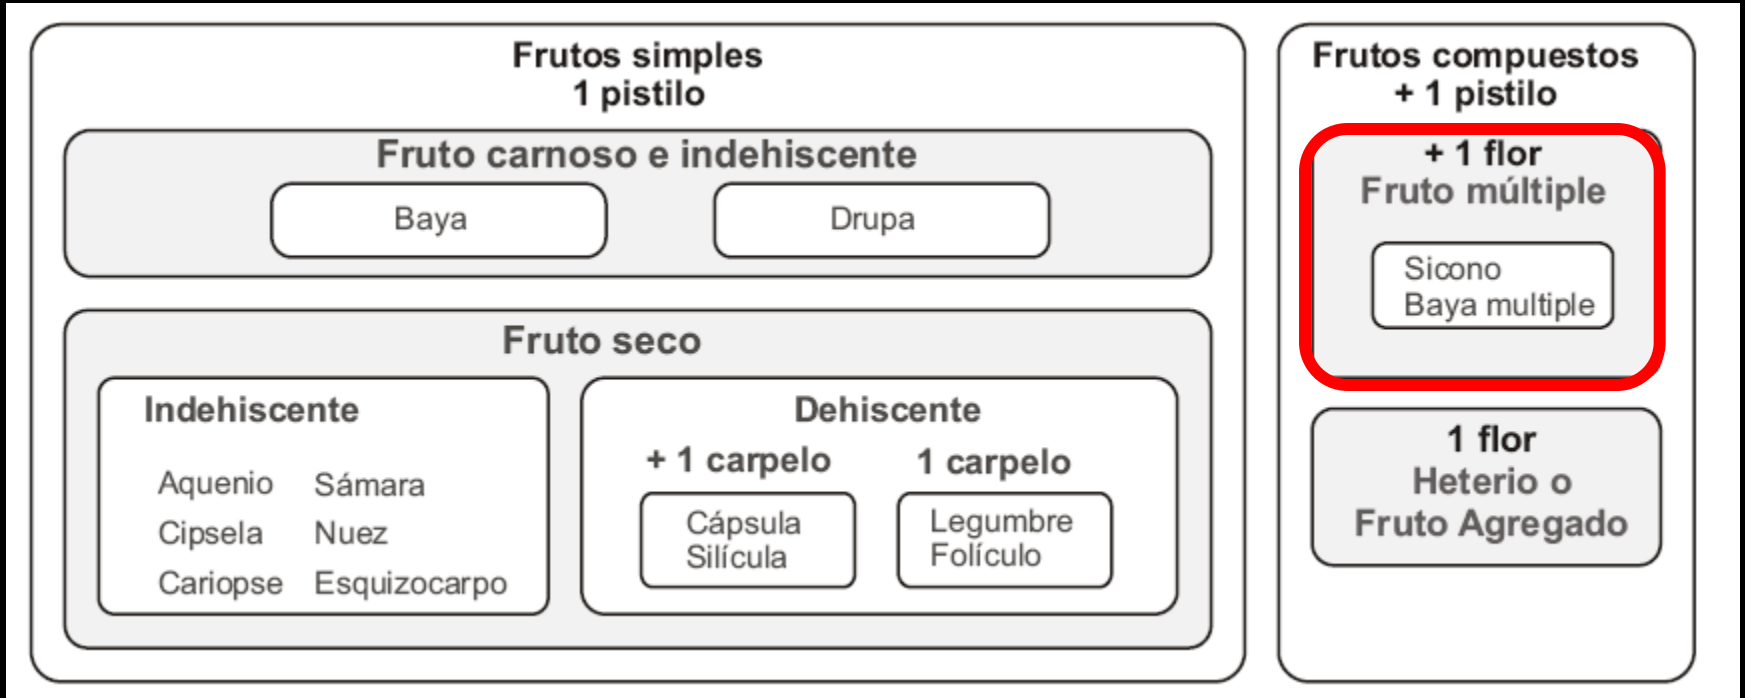 Frutos simples
1 pistilo
Fruto carnoso e indehiscente
Baya
Drupa
Fruto seco
Indehiscente
Aquenio
Sámara
Cipsela
Nuez
Cariopse
Esquizocarpo
Dehiscente
+ 1 carpelo
Cápsula
Silícula
1 carpelo
Legumbre
Folículo
Frutos compuestos
+ 1 pistilo
+ 1 flor
Fruto múltiple
Sicono
Baya multiple
1 flor
Heterio o
Fruto Agregado